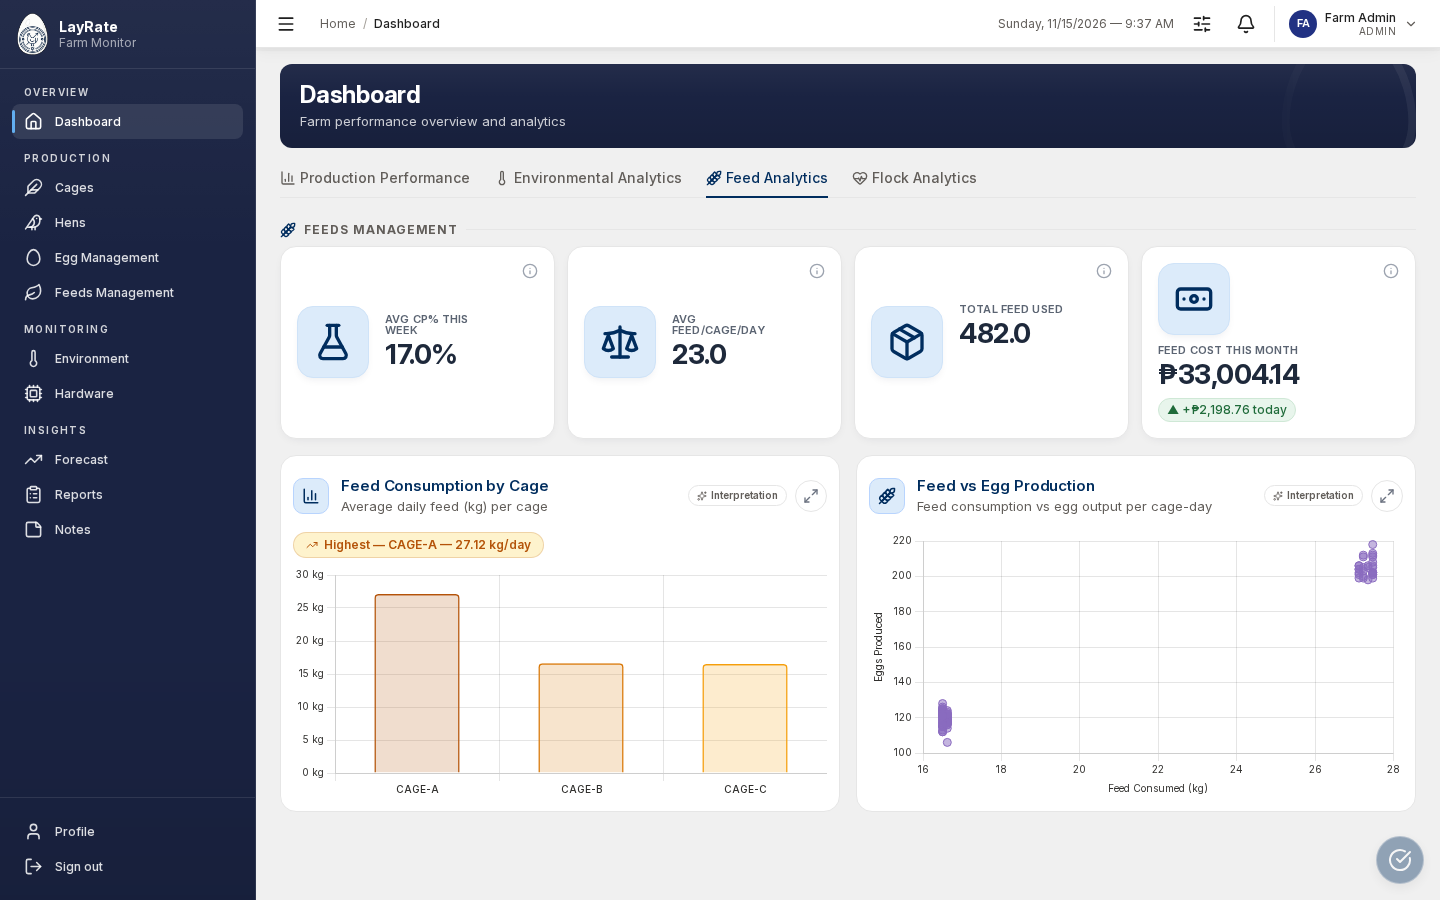 LayRate
Farm Monitor
OVERVIEW
Dashboard
PRODUCTION
Cages
Hens
Egg Management
Feeds Management
MONITORING
Environment
Hardware
INSIGHTS
Forecast
Reports
Notes
Profile
Sign out
Home / Dashboard
Sunday, 11/15/2026 — 9:37 AM
FA
Farm Admin
ADMIN
Dashboard
Farm performance overview and analytics
Production Performance
Environmental Analytics
Feed Analytics
Flock Analytics
FEEDS MANAGEMENT
AVG CP% THIS
WEEK
17.0%
AVG
FEED/CAGE/DAY
23.0
TOTAL FEED USED
482.0
FEED COST THIS MONTH
₱33,004.14
▲ +₱2,198.76 today
Feed Consumption by Cage
Average daily feed (kg) per cage
Interpretation
Highest — CAGE-A — 27.12 kg/day
30 kg
25 kg
20 kg
15 kg
10 kg
5 kg
0 kg
CAGE-A
CAGE-B
CAGE-C
Feed vs Egg Production
Feed consumption vs egg output per cage-day
Interpretation
Eggs Produced
220
200
180
160
140
120
100
16
18
20
22
24
26
28
Feed Consumed (kg)